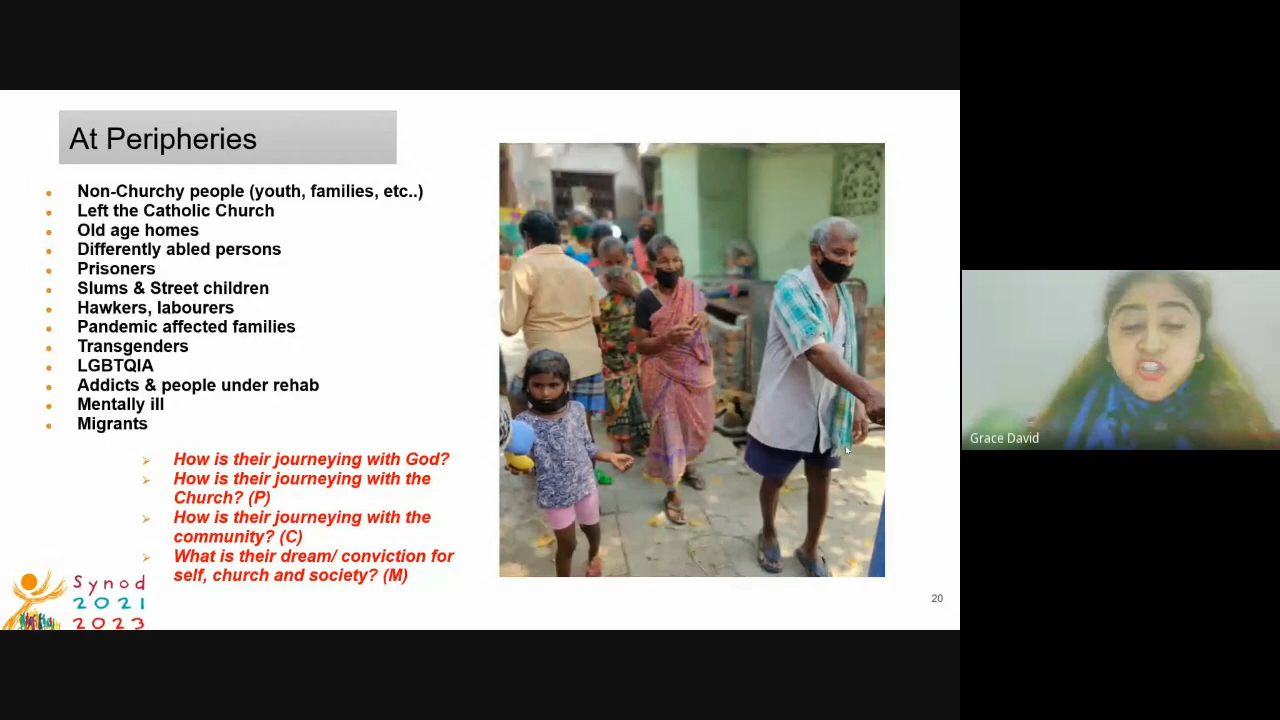 At Peripheries
Non-Churchy people (youth, families, etc..)
Left the Catholic Church
Old age homes
Differently abled persons
Prisoners
Slums & Street children
Hawkers, labourers
Pandemic affected families
Transgenders
LGBTQIA
Addicts & people under rehab
Mentally ill
Migrants
How is their journeying with God?
How is their journeying with the
Church? (P)
How is their journeying with the
community? (C)
What is their dream/ conviction for
self, church and society? (M)
Synod
2021
2023
20
Grace David